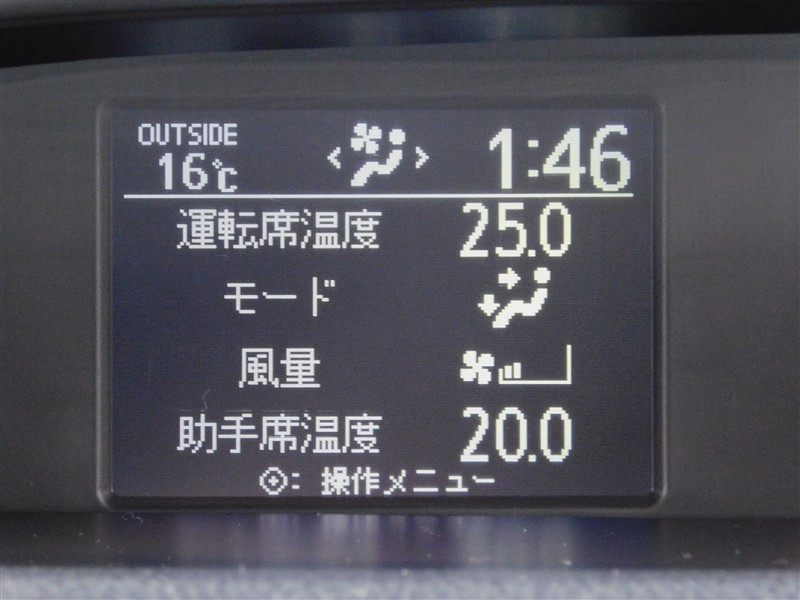 OUTSIDE
16℃
< > 1:46
運転席温度 25.0
モード
風量
助手席温度 20.0
: 操作メニュー